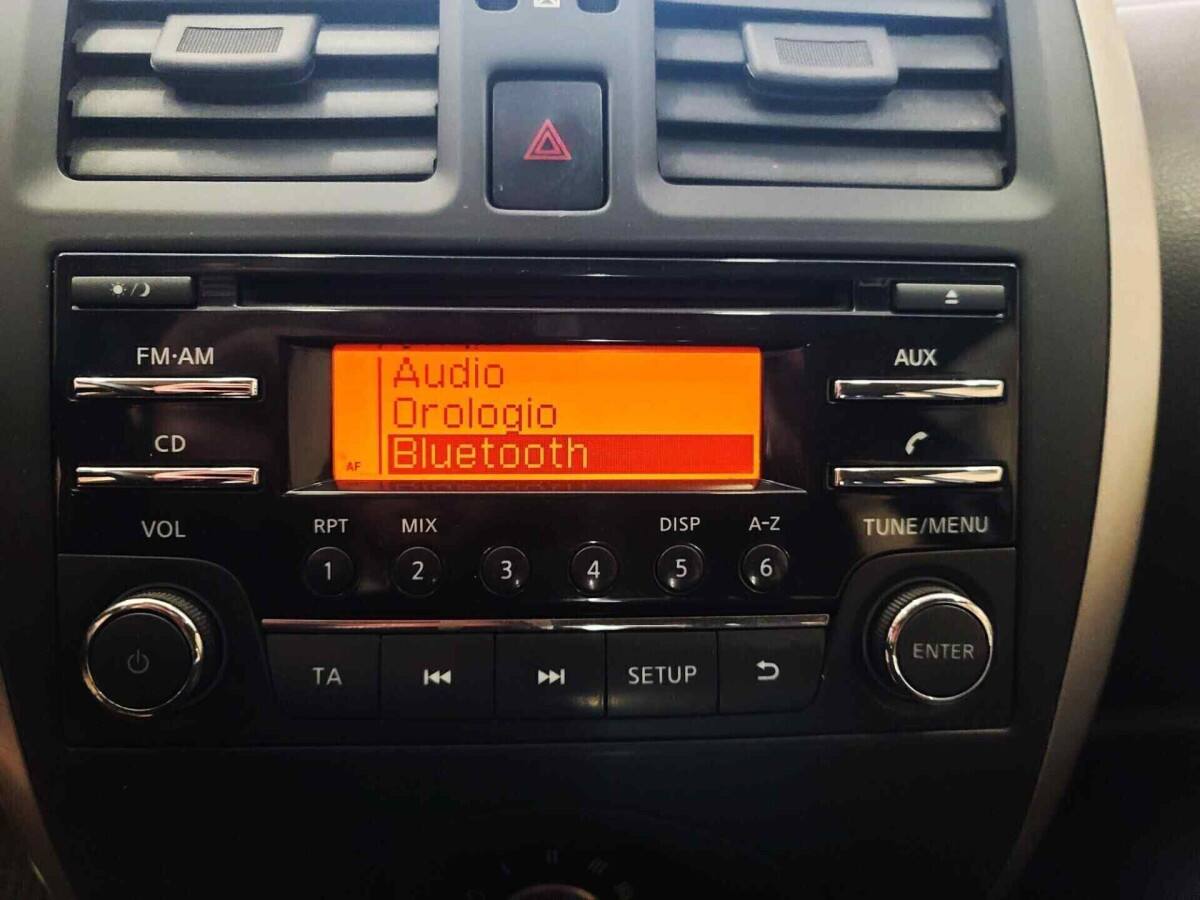 FM·AM
AUX
Audio
Orologio
Bluetooth
AF
CD
VOL
TUNE/MENU
RPT MIX DISP A-Z
1 2 3 4 5 6
TA SETUP
ENTER